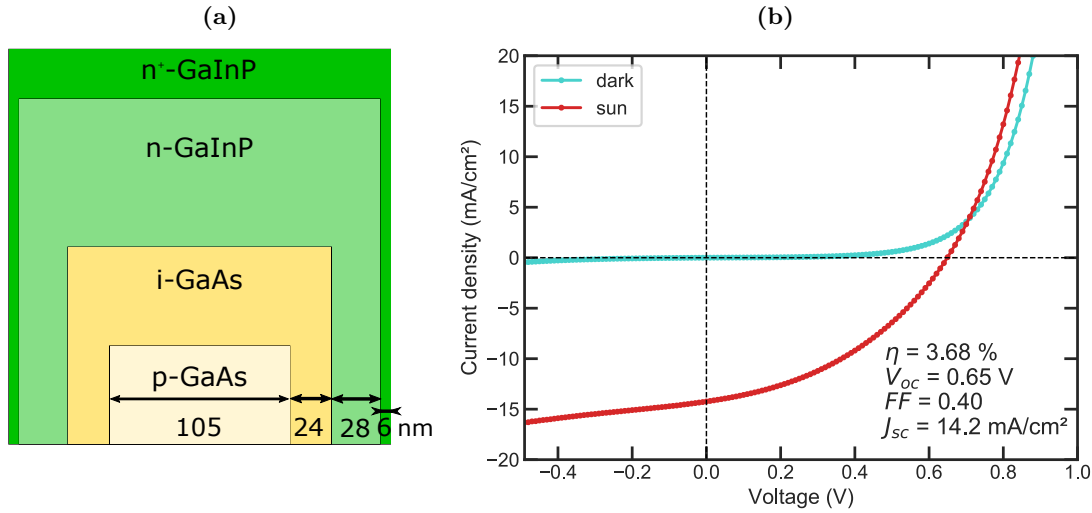 (a)
n⁺-GaInP
n-GaInP
i-GaAs
p-GaAs
105
24
28
6 nm
(b)
Current density (mA/cm²)
20
15
10
5
0
−5
−10
−15
−20
dark
sun
η = 3.68 %
Voc = 0.65 V
FF = 0.40
Jsc = 14.2 mA/cm²
−0.4
−0.2
0.0
0.2
0.4
0.6
0.8
1.0
Voltage (V)